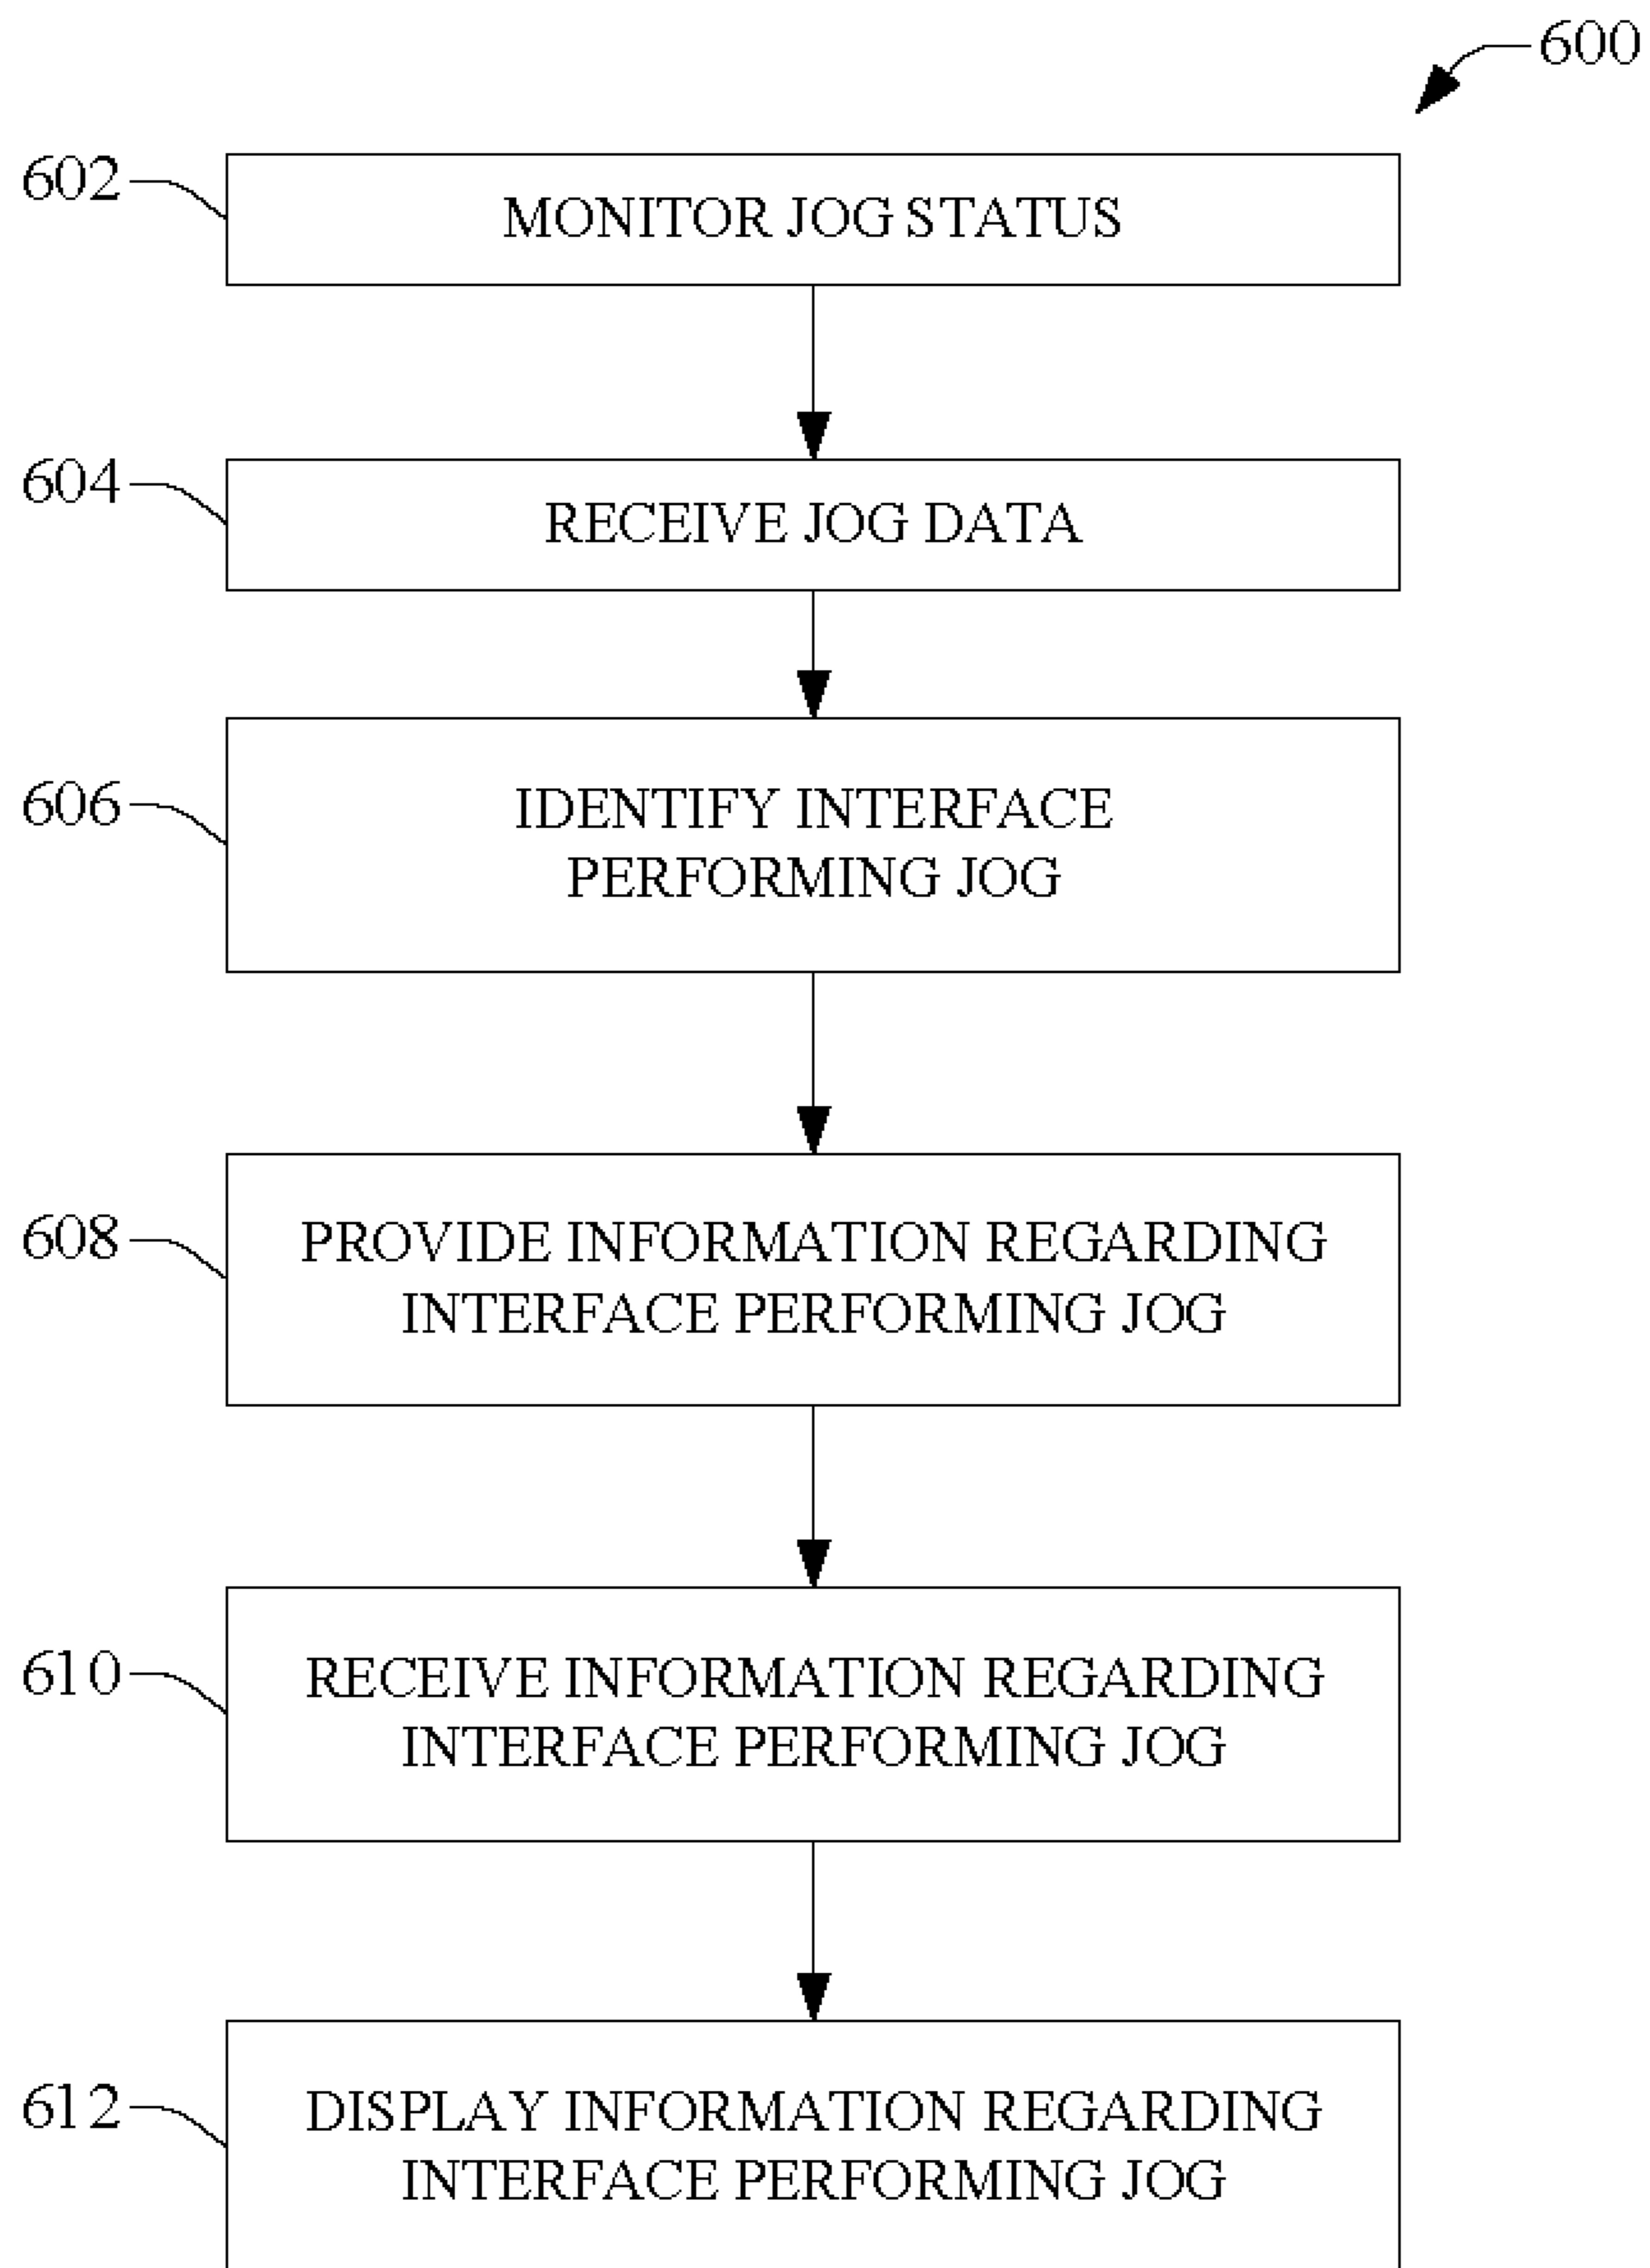 600
602
MONITOR JOG STATUS
604
RECEIVE JOG DATA
606
IDENTIFY INTERFACE
PERFORMING JOG
608
PROVIDE INFORMATION REGARDING
INTERFACE PERFORMING JOG
610
RECEIVE INFORMATION REGARDING
INTERFACE PERFORMING JOG
612
DISPLAY INFORMATION REGARDING
INTERFACE PERFORMING JOG